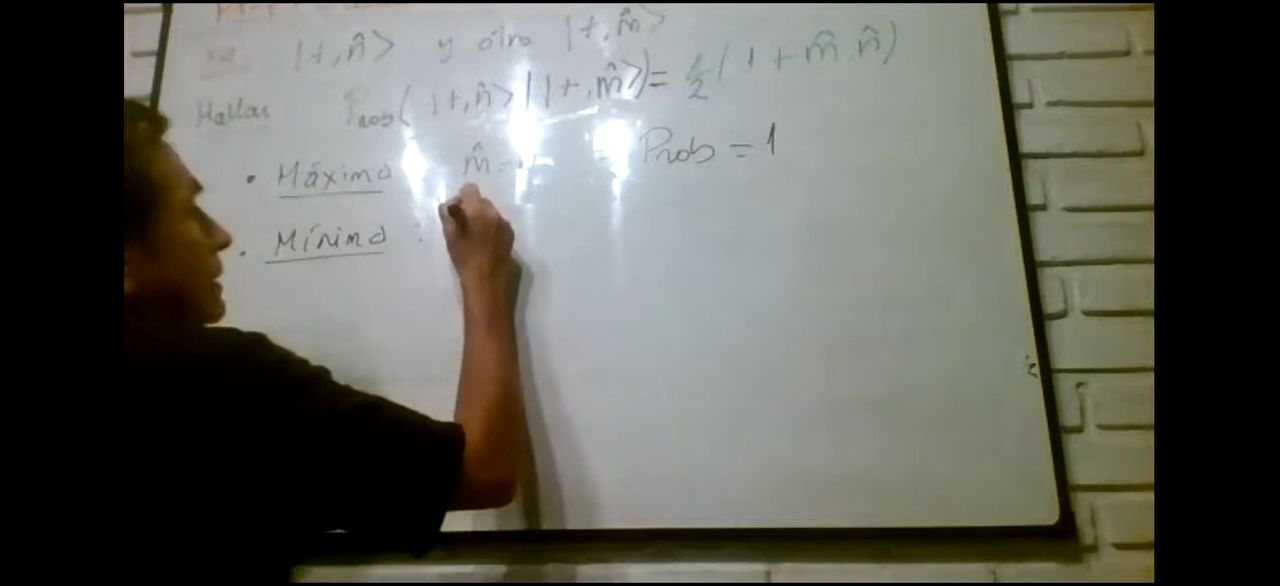 |+, n̂> y otro |+, m̂>
Hallar Prob( |+, n̂> | |+, m̂>) = 1/2 ( 1 + m̂ n̂)
• Máximo m̂ = Prob = 1
• Mínimo :